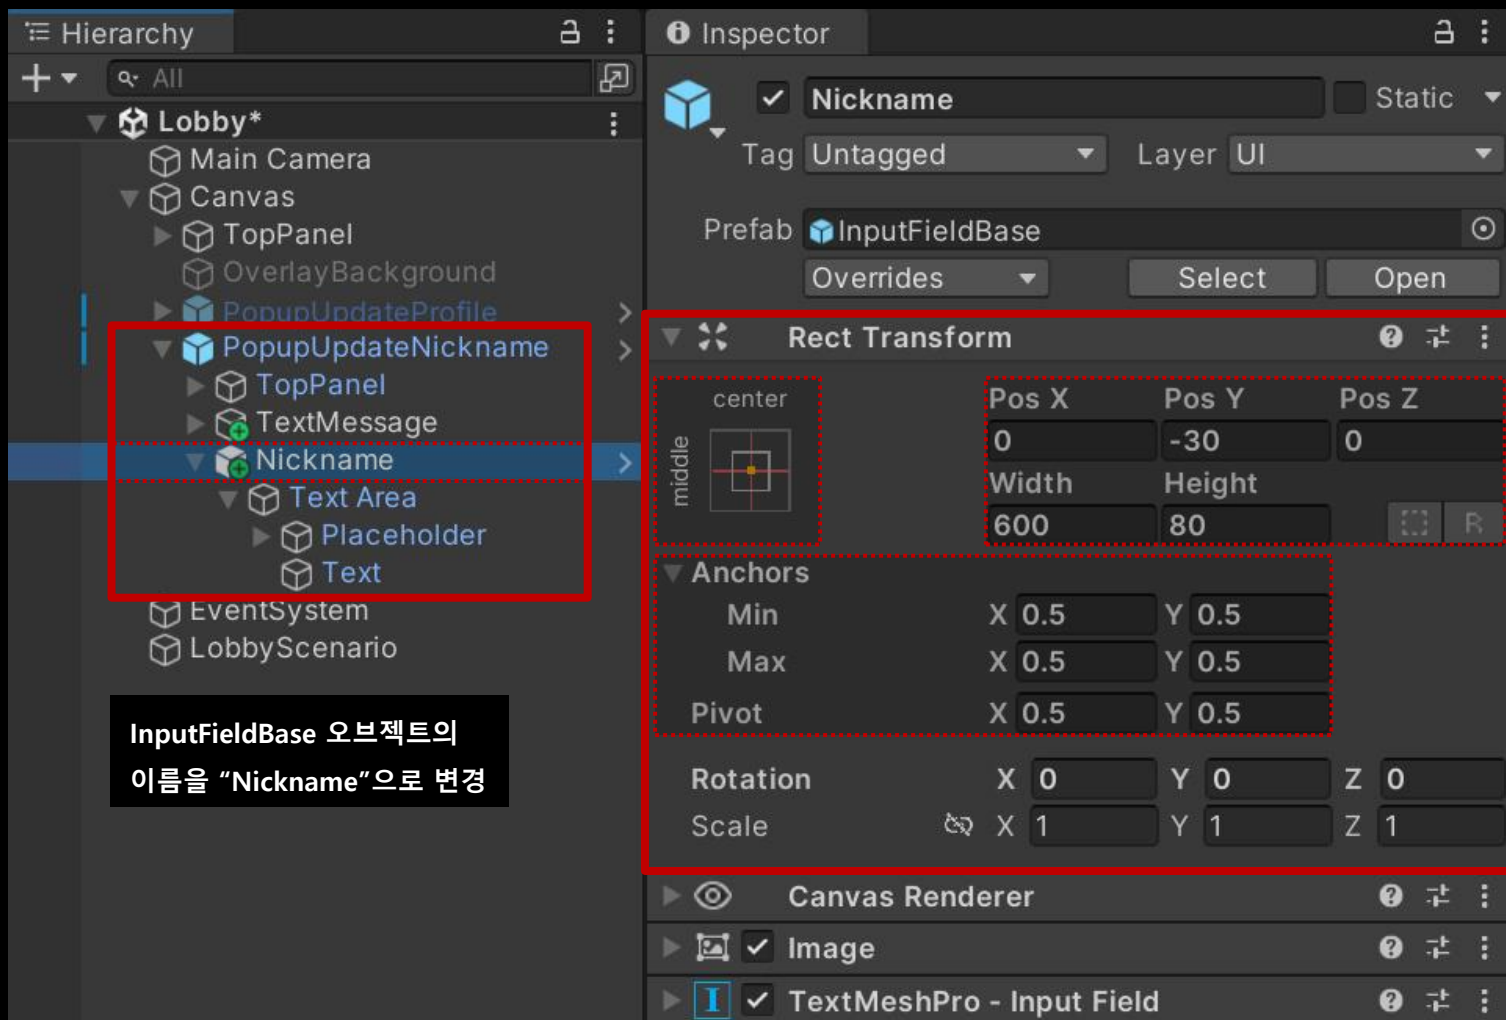 Hierarchy
All
Lobby*
Main Camera
Canvas
TopPanel
OverlayBackground
PopupUpdateProfile
PopupUpdateNickname
TopPanel
TextMessage
Nickname
Text Area
Placeholder
Text
EventSystem
LobbyScenario
InputFieldBase 오브젝트의
이름을 “Nickname”으로 변경
Inspector
Nickname Static
Tag Untagged Layer UI
Prefab InputFieldBase
Overrides Select Open
Rect Transform
center
middle
Pos X Pos Y Pos Z
0 -30 0
Width Height
600 80 R
Anchors
Min X 0.5 Y 0.5
Max X 0.5 Y 0.5
Pivot X 0.5 Y 0.5
Rotation X 0 Y 0 Z 0
Scale X 1 Y 1 Z 1
Canvas Renderer
Image
TextMeshPro - Input Field